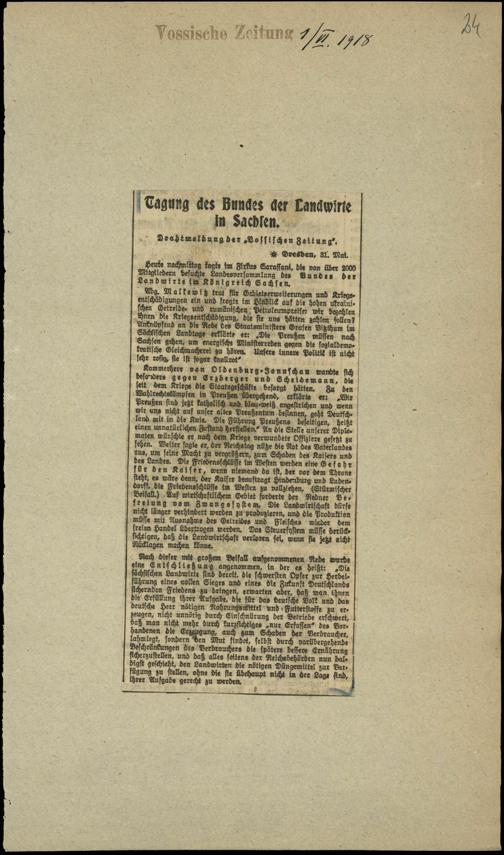 Vossische Zeitung 1/VI. 1918
24
Tagung des Bundes der Landwirte
in Sachsen.
Drahtmeldung der „Vossischen Zeitung“.
* Dresden, 31. Mai.
Heute nachmittag tagte im Zirkus Sarassani, die von über 2000
Mitgliedern besuchte Landesversammlung des Bundes der
Landwirte im Königreich Sachsen.
Abg. Malkewitz trat für Gebietserweiterungen und Kriegs-
entschädigungen ein und fragte im Hinblick auf die hohen ukraini-
schen Getreide- und rumänischen Petroleumpreise: wir bezahlen
ihnen die Kriegsentschädigung, die sie uns hätten zahlen sollen!
Anknüpfend an die Rede des Staatsministers Grafen Vitzthum im
Sächsischen Landtage erklärte er: „Die Preußen müssen nach
Sachsen gehen, um energische Ministerreden gegen die sozialdemo-
kratische Gleichmacherei zu hören. Unsere innere Politik ist nicht
sehr rosig, sie ist sogar knallrot“
Kammerherr von Oldenburg-Januschau wandte sich
besonders gegen Erzberger und Scheidemann, die
seit dem Kriege die Staatsgeschäfte besorgt hätten. Zu den
Wahlrechtskämpfen in Preußen übergehend, erklärte er: „Wir
Preußen sind jetzt katholisch und blau-weiß angestrichen und wenn
wir uns nicht auf unser altes Preußentum besinnen, geht Deutsch-
land mit in die Knie. Die Führung Preußens beseitigen, heißt
einen unnatürlichen Zustand herstellen.“ An die Stelle unserer Diplo-
maten wünschte er nach dem Kriege verwundete Offiziere gesetzt zu
sehen. Weiter sagte er, der Reichstag nütze die Not des Vaterlandes
aus, um seine Macht zu vergrößern, zum Schaden des Kaisers und
des Landes. Die Friedensschlüsse im Westen werden eine Gefahr
für den Kaiser, wenn niemand da ist, der vor dem Throne
steht, es wäre denn, der Kaiser beauftragt Hindenburg und Luden-
dorff, die Friedensschlüsse im Westen zu vollziehen. (Stürmischer
Beifall.) Auf wirtschaftlichem Gebiet forderte der Redner Be-
freiung vom Zwangssystem. Die Landwirtschaft dürfe
nicht länger verhindert werden zu produzieren, und die Produktion
müsse mit Ausnahme des Getreides und Fleisches wieder dem
freien Handel übertragen werden. Das Steuersystem müsse berück-
sichtigen, daß die Landwirtschaft verloren sei, wenn sie jetzt nicht
Rücklagen machen könne.
Nach dieser mit großem Beifall aufgenommenen Rede wurde
eine Entschließung angenommen, in der es heißt: „Die
sächsischen Landwirte sind bereit, die schwersten Opfer zur Herbei-
führung eines vollen Sieges und eines die Zukunft Deutschlands
sichernden Friedens zu bringen, erwarten aber, daß man ihnen
die Erfüllung ihrer Aufgabe, die für das deutsche Volk und das
deutsche Heer nötigen Nahrungsmittel und Futterstoffe zu er-
zeugen, nicht unnötig durch Einschnürung der Betriebe erschwert,
daß man nicht mehr durch kurzsichtiges „nur Erfassen“ des Vor-
handenen die Erzeugung, auch zum Schaden der Verbraucher,
lahmlegt, sondern den Mut findet, selbst durch vorübergehende
Beschränkungen des Verbrauchers die spätere bessere Ernährung
sicherzustellen, und daß alles seitens der Reichsbehörden nun bal-
digst geschieht, den Landwirten die nötigen Düngemittel zur Ver-
fügung zu stellen, ohne die sie überhaupt nicht in der Lage sind,
ihrer Aufgabe gerecht zu werden.